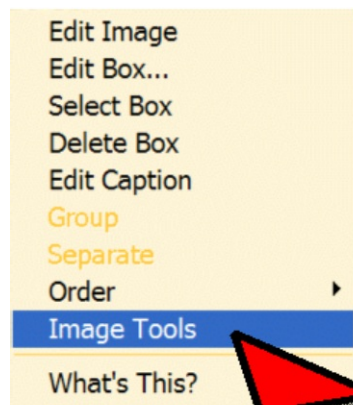 Edit Image
Edit Box...
Select Box
Delete Box
Edit Caption
Group
Separate
Order
Image Tools
What's This?